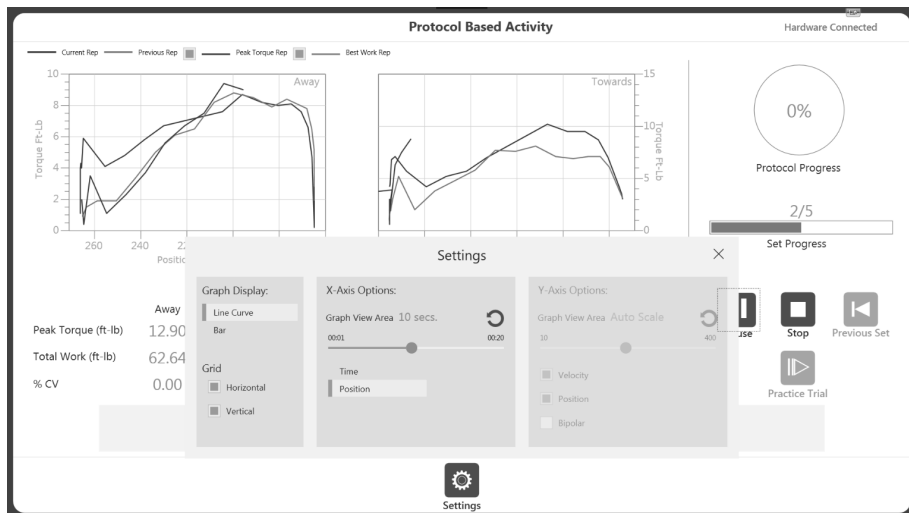 Protocol Based Activity
Hardware Connected
Current Rep Previous Rep Peak Torque Rep Best Work Rep
Away
10
8
6
4
2
0
Torque Ft-Lb
260 240
Towards
15
10
5
0
Torque Ft-Lb
0%
Protocol Progress
2/5
Set Progress
Away
Peak Torque (ft-lb) 12.90
Total Work (ft-lb) 62.64
% CV 0.00
Settings
Graph Display:
Line Curve
Bar
Grid
Horizontal
Vertical
X-Axis Options:
Graph View Area 10 secs.
00:01 00:20
Time
Position
Y-Axis Options:
Graph View Area Auto Scale
10 400
Velocity
Position
Bipolar
Stop
Previous Set
Practice Trial
Settings